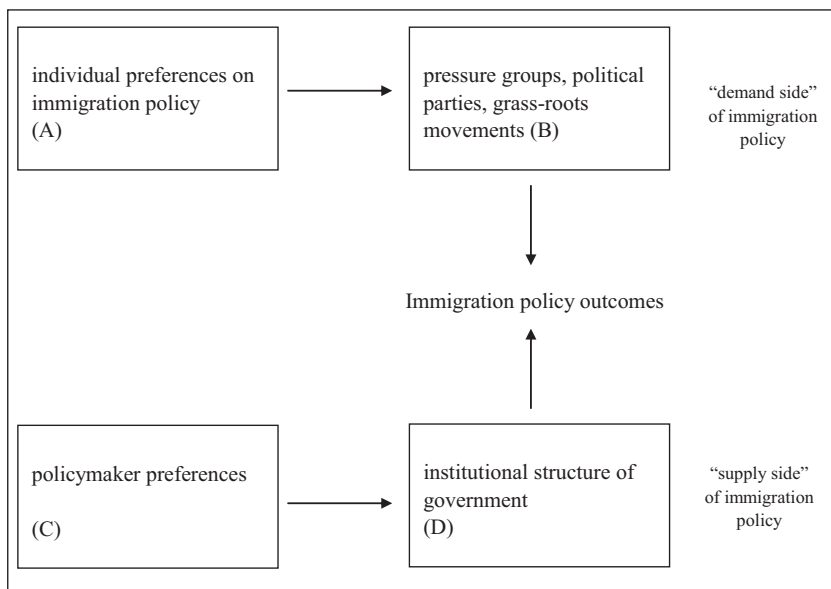 individual preferences on
immigration policy
(A)
pressure groups, political
parties, grass-roots
movements (B)
“demand side”
of immigration
policy
Immigration policy outcomes
policymaker preferences
(C)
institutional structure of
government
(D)
“supply side”
of immigration
policy